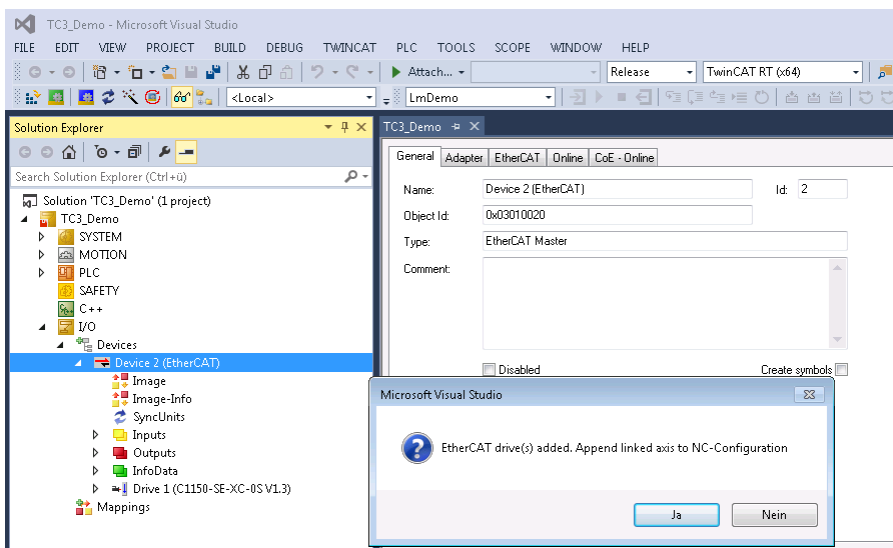 TC3_Demo - Microsoft Visual Studio
FILE EDIT VIEW PROJECT BUILD DEBUG TWINCAT PLC TOOLS SCOPE WINDOW HELP
Attach... Release TwinCAT RT (x64)
<Local> LmDemo
Solution Explorer
Search Solution Explorer (Ctrl+ü)
Solution 'TC3_Demo' (1 project)
TC3_Demo
SYSTEM
MOTION
PLC
SAFETY
C++
I/O
Devices
Device 2 (EtherCAT)
Image
Image-Info
SyncUnits
Inputs
Outputs
InfoData
Drive 1 (C1150-SE-XC-0S V1.3)
Mappings
TC3_Demo
General Adapter EtherCAT Online CoE - Online
Name: Device 2 (EtherCAT) Id: 2
Object Id: 0x03010020
Type: EtherCAT Master
Comment:
Disabled Create symbols
Microsoft Visual Studio
EtherCAT drive(s) added. Append linked axis to NC-Configuration
Ja Nein